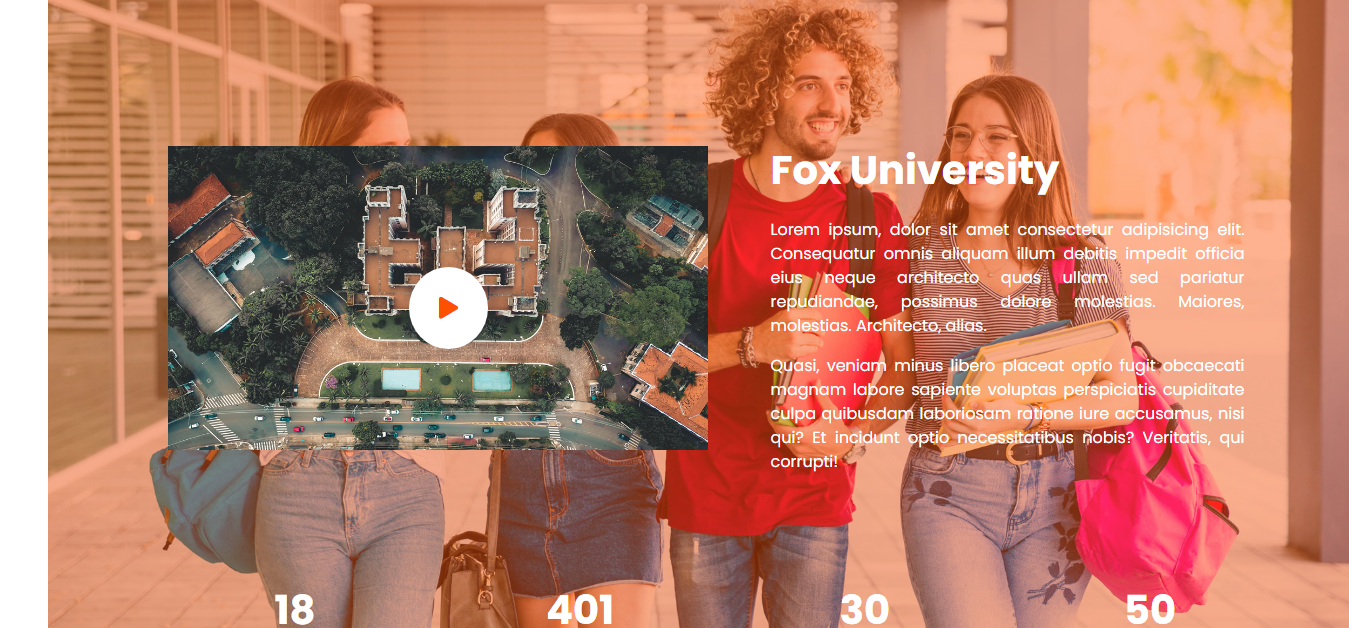 Fox University
Lorem ipsum, dolor sit amet consectetur adipisicing elit.
Consequatur omnis aliquam illum debitis impedit officia
eius neque architecto quas ullam sed pariatur
repudiandae, possimus dolore molestias. Maiores,
molestias. Architecto, alias.
Quasi, veniam minus libero placeat optio fugit obcaecati
magnam labore sapiente voluptas perspiciatis cupiditate
culpa quibusdam laboriosam ratione iure accusamus, nisi
qui? Et incidunt optio necessitatibus nobis? Veritatis, qui
corrupti!
18 401 30 50